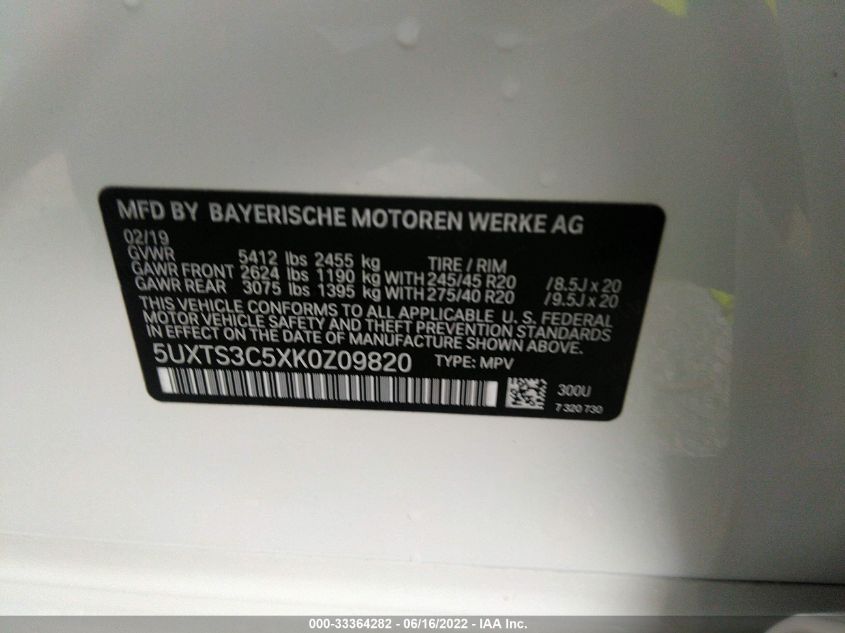 MFD BY BAYERISCHE MOTOREN WERKE AG
02/19
GVWR 5412 lbs 2455 kg TIRE / RIM
GAWR FRONT 2624 lbs 1190 kg WITH 245/45 R20 /8.5J x 20
GAWR REAR 3075 lbs 1395 kg WITH 275/40 R20 /9.5J x 20
THIS VEHICLE CONFORMS TO ALL APPLICABLE U. S. FEDERAL
MOTOR VEHICLE SAFETY AND THEFT PREVENTION STANDARDS
IN EFFECT ON THE DATE OF MANUFACTURE SHOWN ABOVE.
5UXTS3C5XK0Z09820 TYPE: MPV
300U
7 320 730
000-33364282 - 06/16/2022 - IAA Inc.